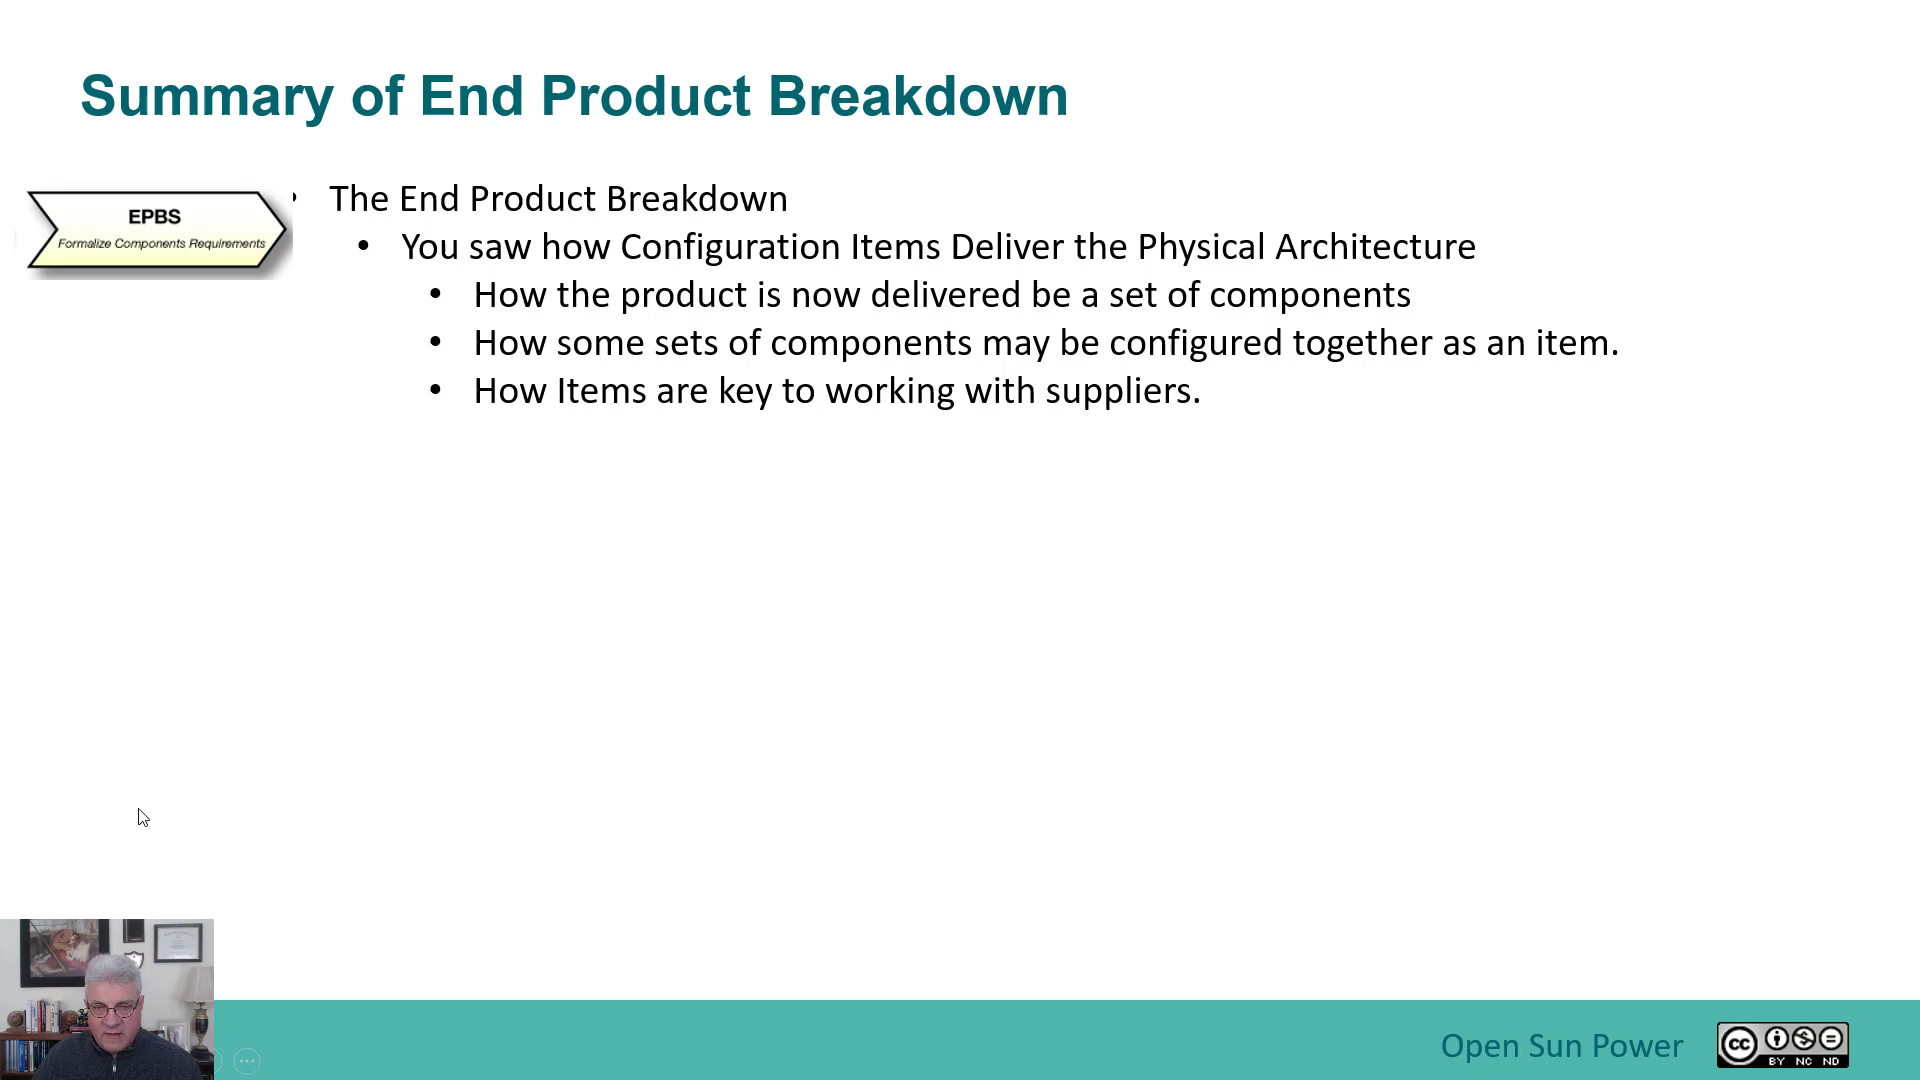 Summary of End Product Breakdown
EPBS
Formalize Components Requirements
• The End Product Breakdown
• You saw how Configuration Items Deliver the Physical Architecture
• How the product is now delivered be a set of components
• How some sets of components may be configured together as an item.
• How Items are key to working with suppliers.
Open Sun Power
cc
BY NC ND